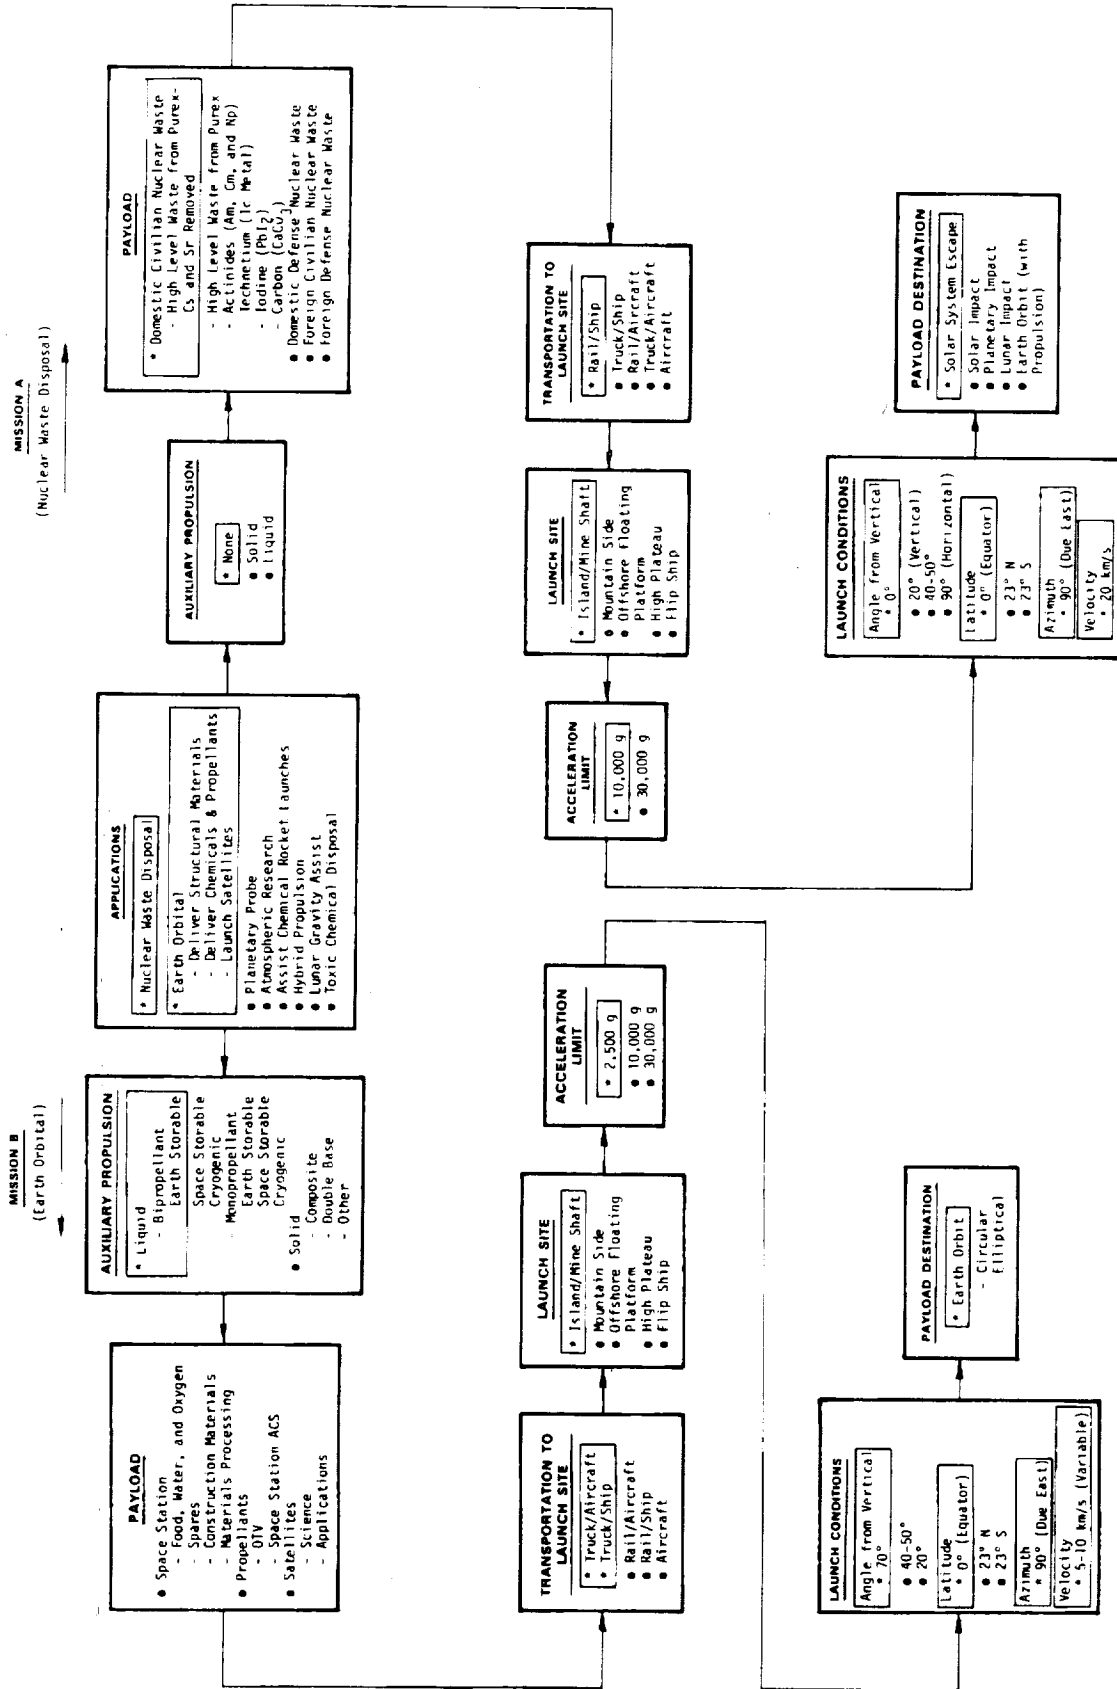 MISSION B
(Earth Orbital)
MISSION A
(Nuclear Waste Disposal)
PAYLOAD
● Space Station
- Food, Water, and Oxygen
- Spares
- Construction Materials
- Materials Processing
● Propellants
- OTV
- Space Station ACS
● Satellites
- Science
- Applications
AUXILIARY PROPULSION
* Liquid
- Bipropellant
Earth Storable
Space Storable
Cryogenic
- Monopropellant
Earth Storable
Space Storable
Cryogenic
● Solid
- Composite
- Double Base
- Other
APPLICATIONS
* Nuclear Waste Disposal
* Earth Orbital
- Deliver Structural Materials
- Deliver Chemicals & Propellants
- Launch Satellites
● Planetary Probe
● Atmospheric Research
● Assist Chemical Rocket Launches
● Hybrid Propulsion
● Lunar Gravity Assist
● Toxic Chemical Disposal
AUXILIARY PROPULSION
* None
● Solid
● Liquid
PAYLOAD
* Domestic Civilian Nuclear Waste
- High Level Waste from Purex-
Cs and Sr Removed
- High Level Waste from Purex
- Actinides (Am, Cm, and Np)
Technetium (Tc Metal)
- Iodine (PbI2)
- Carbon (CaCO3)
● Domestic Defense Nuclear Waste
● Foreign Civilian Nuclear Waste
● Foreign Defense Nuclear Waste
TRANSPORTATION TO
LAUNCH SITE
* Truck/Aircraft
* Truck/Ship
● Rail/Aircraft
● Rail/Ship
● Aircraft
LAUNCH SITE
* Island/Mine Shaft
● Mountain Side
● Offshore Floating
Platform
● High Plateau
● Flip Ship
ACCELERATION
LIMIT
* 2,500 g
● 10,000 g
● 30,000 g
ACCELERATION
LIMIT
* 10,000 g
● 30,000 g
LAUNCH SITE
* Island/Mine Shaft
● Mountain Side
● Offshore Floating
Platform
● High Plateau
● Flip Ship
TRANSPORTATION TO
LAUNCH SITE
* Rail/Ship
● Truck/Ship
● Rail/Aircraft
● Truck/Aircraft
● Aircraft
LAUNCH CONDITIONS
Angle from Vertical
* 70°
● 40-50°
● 20°
Latitude
* 0° (Equator)
● 23° N
● 23° S
Azimuth
* 90° (Due East)
Velocity
* 5-10 km/s (Variable)
PAYLOAD DESTINATION
* Earth Orbit
- Circular
Elliptical
LAUNCH CONDITIONS
Angle from Vertical
* 0°
● 20° (Vertical)
● 40-50°
● 90° (Horizontal)
Latitude
* 0° (Equator)
● 23° N
● 23° S
Azimuth
* 90° (Due East)
Velocity
* 20 km/s
PAYLOAD DESTINATION
* Solar System Escape
● Solar Impact
● Planetary Impact
● Lunar Impact
● Earth Orbit (with
Propulsion)